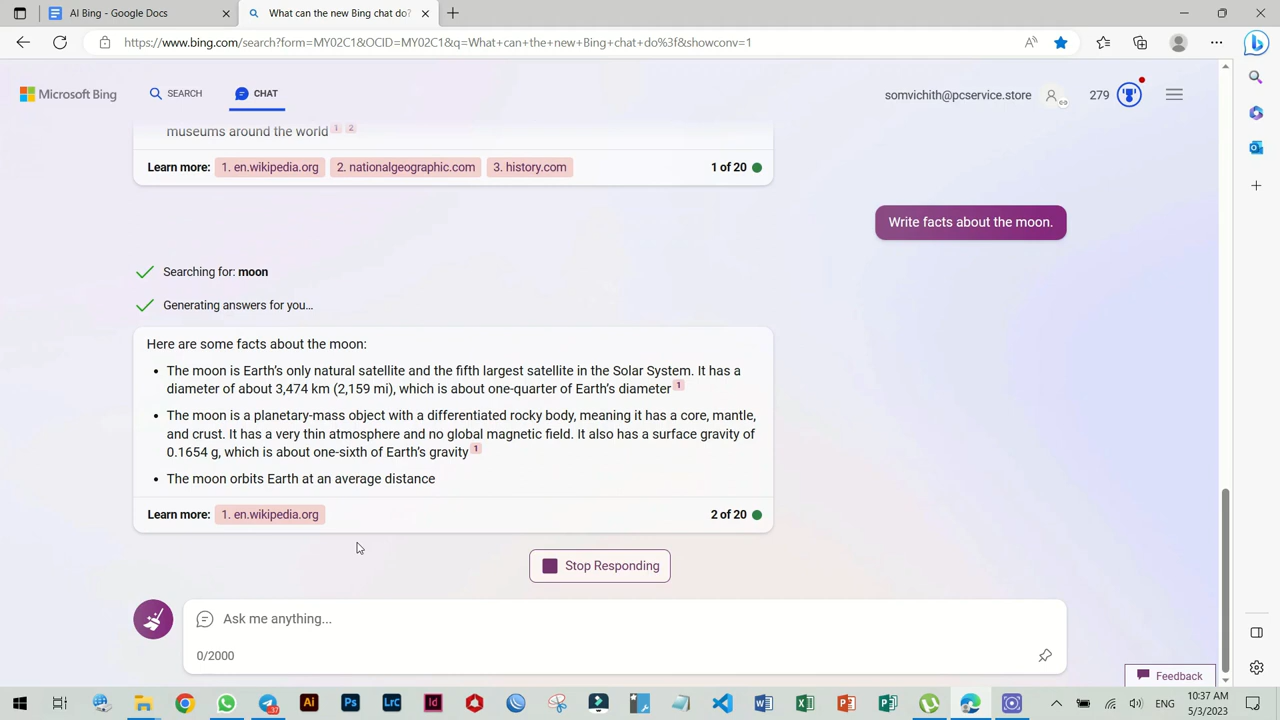 AI Bing - Google Docs
What can the new Bing chat do?
https://www.bing.com/search?form=MY02C1&OCID=MY02C1&q=What+can+the+new+Bing+chat+do%3f&showconv=1
Microsoft Bing
SEARCH
CHAT
somvichith@pcservice.store
279
museums around the world 1 2
Learn more: 1. en.wikipedia.org 2. nationalgeographic.com 3. history.com 1 of 20
Write facts about the moon.
Searching for: moon
Generating answers for you...
Here are some facts about the moon:
• The moon is Earth's only natural satellite and the fifth largest satellite in the Solar System. It has a
diameter of about 3,474 km (2,159 mi), which is about one-quarter of Earth's diameter 1
• The moon is a planetary-mass object with a differentiated rocky body, meaning it has a core, mantle,
and crust. It has a very thin atmosphere and no global magnetic field. It also has a surface gravity of
0.1654 g, which is about one-sixth of Earth's gravity 1
• The moon orbits Earth at an average distance
Learn more: 1. en.wikipedia.org 2 of 20
Stop Responding
Ask me anything...
0/2000
Feedback
Ai Ps Lrc Id
ENG
10:37 AM
5/3/2023